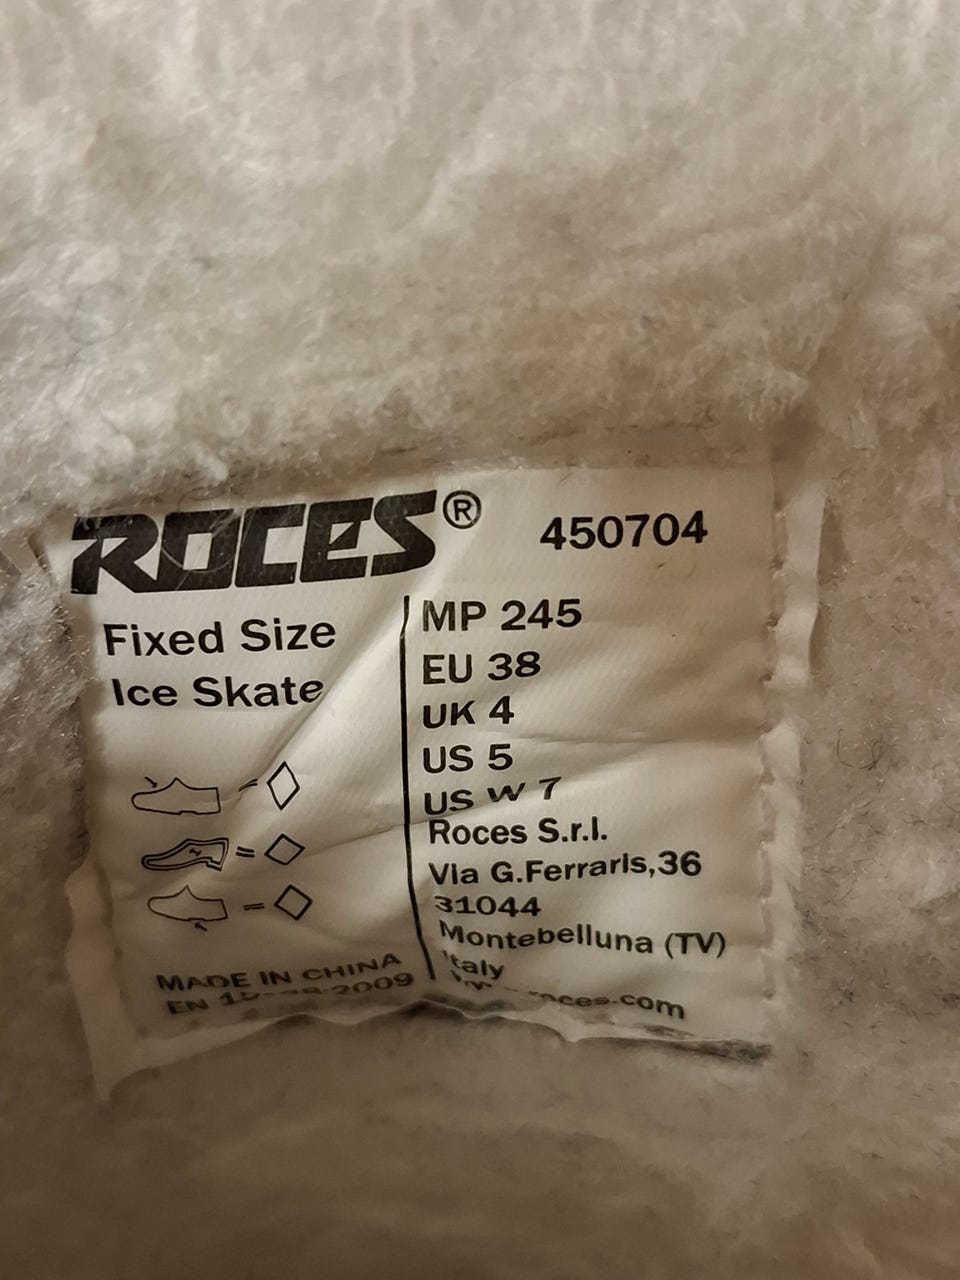 ROCES® 450704
Fixed Size
Ice Skate
MP 245
EU 38
UK 4
US 5
US W 7
Roces S.r.l.
Via G.Ferraris,36
31044
Montebelluna (TV)
Italy
MADE IN CHINA
EN